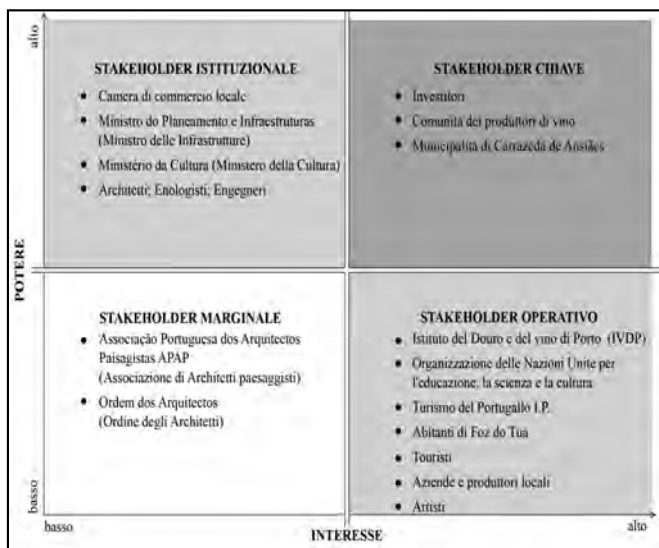 alto
STAKEHOLDER ISTITUZIONALE
Camera di commercio locale
Ministro do Planeamento e Infraestruturas
(Ministro delle Infrastrutture)
Ministério da Cultura (Ministero della Cultura)
Architetti; Enologisti; Engegneri
STAKEHOLDER CHIAVE
Investitori
Comunità dei produttori di vino
Municipalità di Carrazeda de Ansiães
POTERE
STAKEHOLDER MARGINALE
Associação Portuguesa dos Arquitectos
Paisagistas APAP
(Associazione di Architetti paesaggisti)
Ordem dos Arquitectos
(Ordine degli Architetti)
STAKEHOLDER OPERATIVO
Istituto del Douro e del vino di Porto (IVDP)
Organizzazione delle Nazioni Unite per
l'educazione, la scienza e la cultura
Turismo del Portugallo I.P.
Abitanti di Foz do Tua
Touristi
Aziende e produttori locali
Artisti
basso
basso
INTERESSE
alto